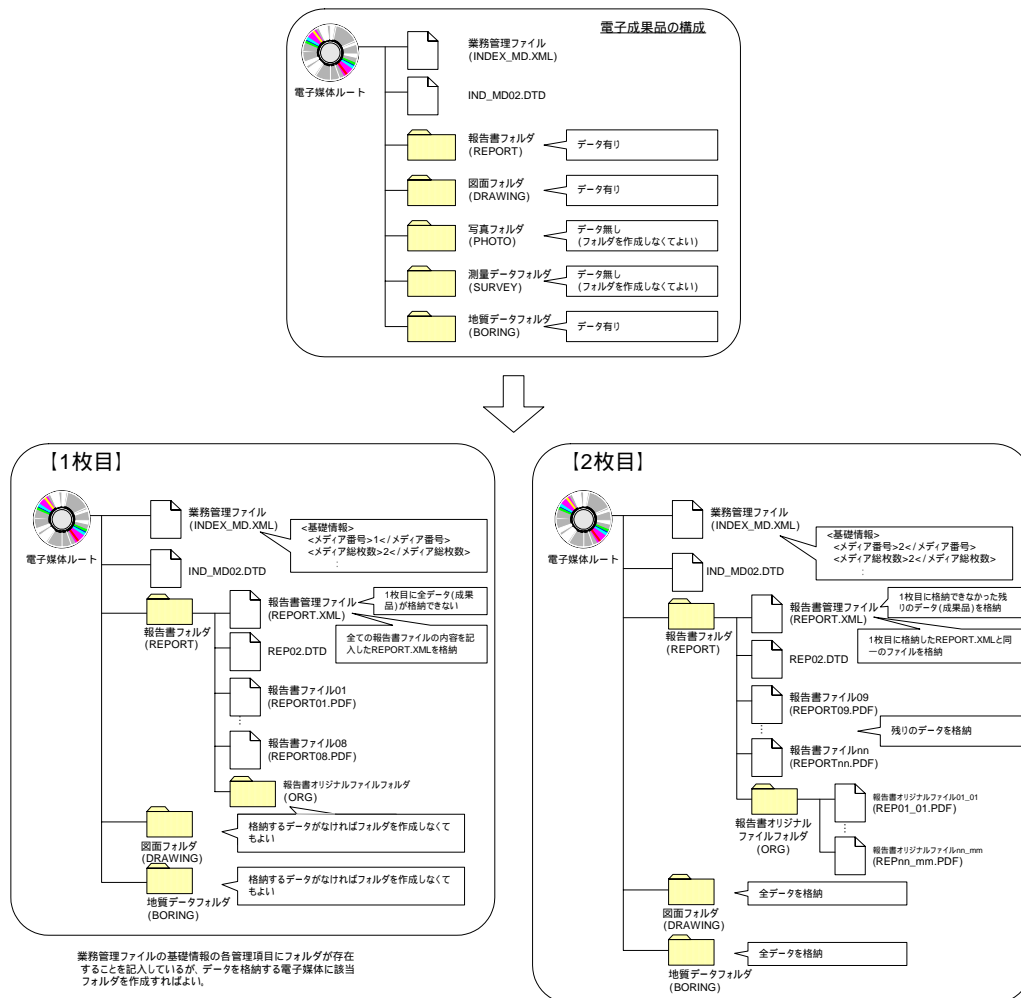 電子成果品の構成
電子媒体ルート
業務管理ファイル
(INDEX_MD.XML)
IND_MD02.DTD
報告書フォルダ
(REPORT)
データ有り
図面フォルダ
(DRAWING)
データ有り
写真フォルダ
(PHOTO)
データ無し
(フォルダを作成しなくてよい)
測量データフォルダ
(SURVEY)
データ無し
(フォルダを作成しなくてよい)
地質データフォルダ
(BORING)
データ有り
【1枚目】
電子媒体ルート
業務管理ファイル
(INDEX_MD.XML)
<基礎情報>
<メディア番号>1</メディア番号>
<メディア総枚数>2</メディア総枚数>
:
IND_MD02.DTD
報告書フォルダ
(REPORT)
報告書管理ファイル
(REPORT.XML)
1枚目に全データ(成果
品)が格納できない
全ての報告書ファイルの内容を記
入したREPORT.XMLを格納
REP02.DTD
報告書ファイル01
(REPORT01.PDF)
…
報告書ファイル08
(REPORT08.PDF)
報告書オリジナルファイルフォルダ
(ORG)
図面フォルダ
(DRAWING)
格納するデータがなければフォルダを作成しなくて
もよい
地質データフォルダ
(BORING)
格納するデータがなければフォルダを作成しなくて
もよい
業務管理ファイルの基礎情報の各管理項目にフォルダが存在
することを記入しているが、データを格納する電子媒体に該当
フォルダを作成すればよい。
【2枚目】
電子媒体ルート
業務管理ファイル
(INDEX_MD.XML)
<基礎情報>
<メディア番号>2</メディア番号>
<メディア総枚数>2</メディア総枚数>
:
IND_MD02.DTD
報告書フォルダ
(REPORT)
報告書管理ファイル
(REPORT.XML)
1枚目に格納できなかった残
りのデータ(成果品)を格納
1枚目に格納したREPORT.XMLと同
一のファイルを格納
REP02.DTD
報告書ファイル09
(REPORT09.PDF)
…
残りのデータを格納
報告書ファイルnn
(REPORTnn.PDF)
報告書オリジナル
ファイルフォルダ
(ORG)
報告書オリジナルファイル01_01
(REP01_01.PDF)
…
報告書オリジナルファイルnn_mm
(REPnn_mm.PDF)
図面フォルダ
(DRAWING)
全データを格納
地質データフォルダ
(BORING)
全データを格納